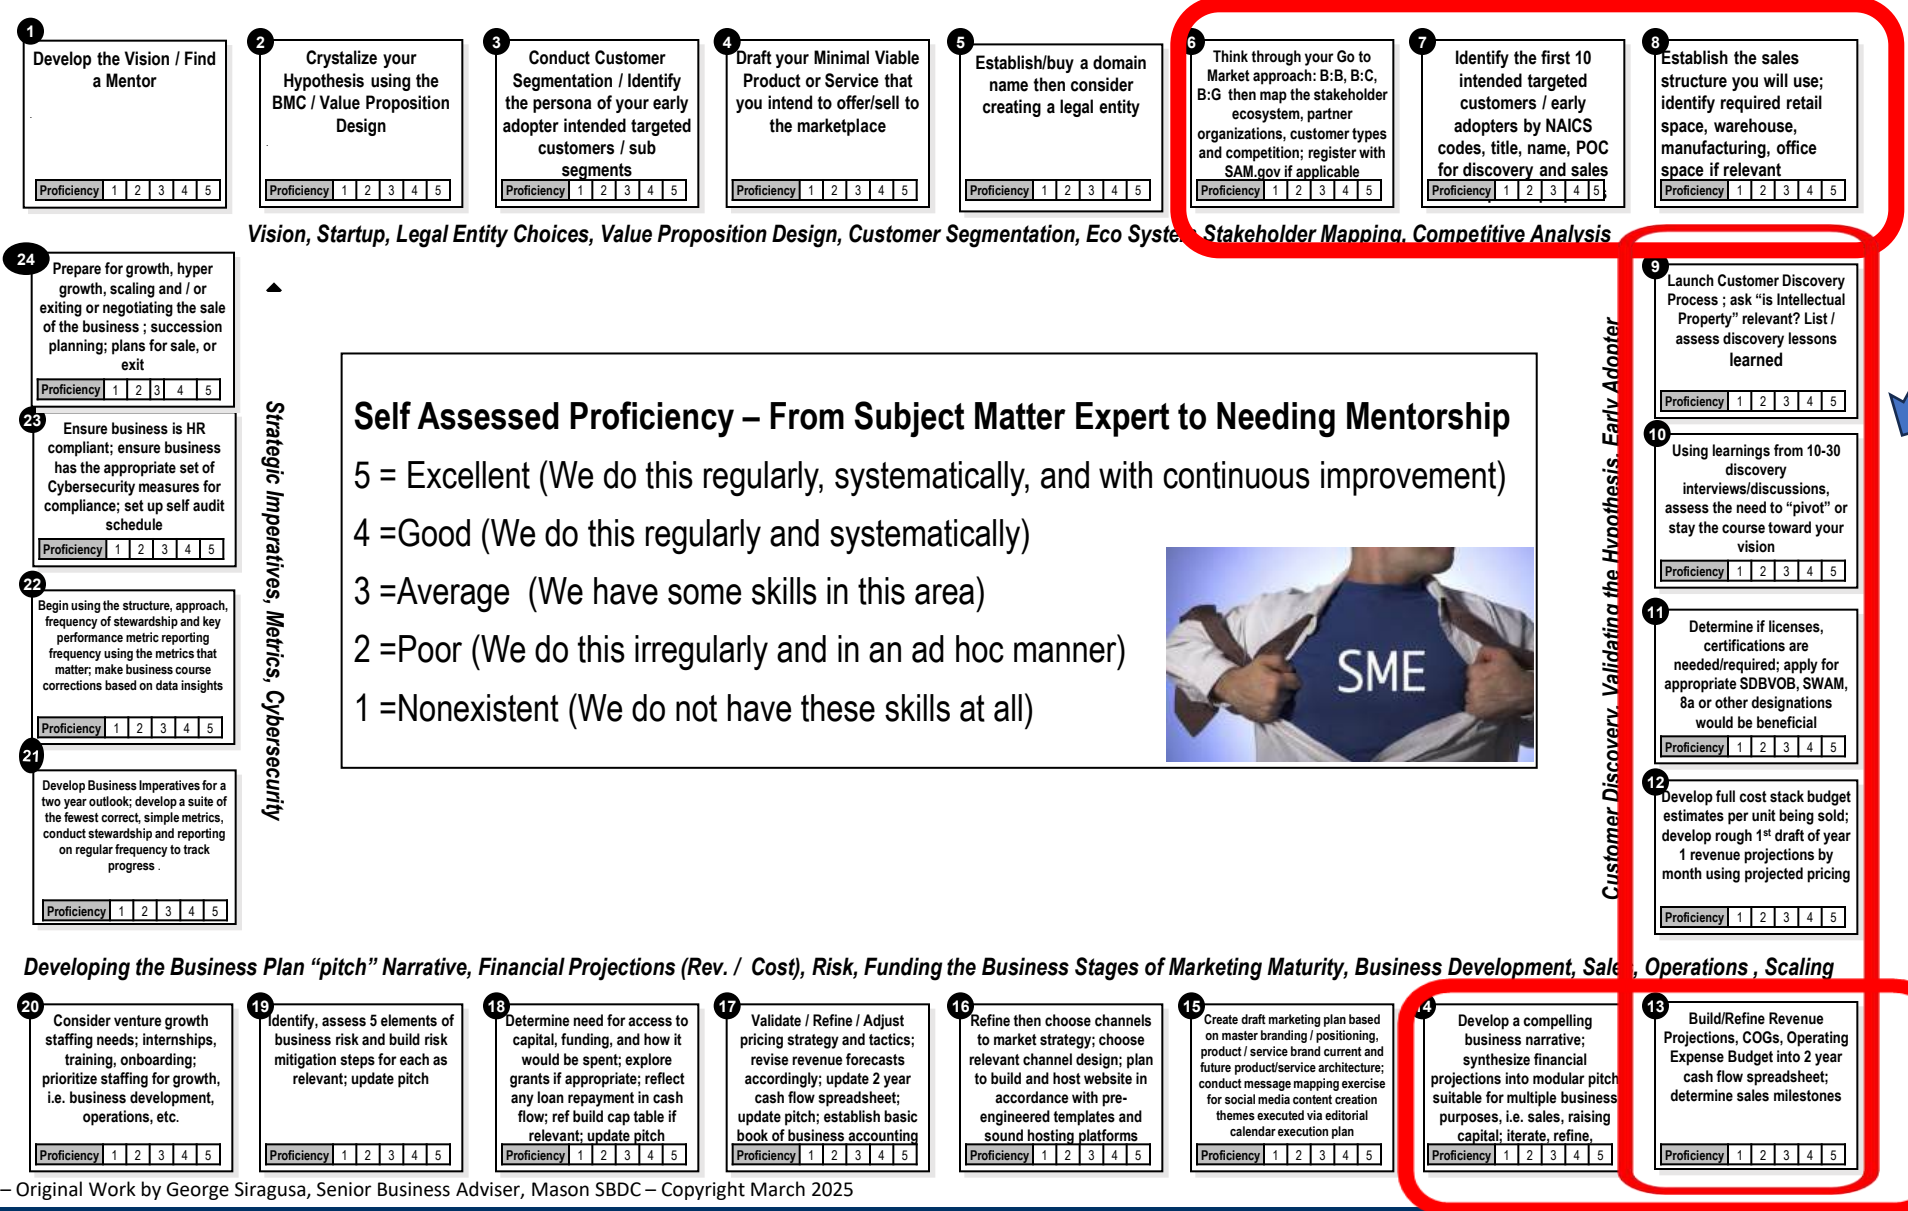 1
Develop the Vision / Find
a Mentor
Proficiency 1 2 3 4 5
2
Crystalize your
Hypothesis using the
BMC / Value Proposition
Design
Proficiency 1 2 3 4 5
3
Conduct Customer
Segmentation / Identify
the persona of your early
adopter intended targeted
customers / sub
segments
Proficiency 1 2 3 4 5
4
Draft your Minimal Viable
Product or Service that
you intend to offer/sell to
the marketplace
Proficiency 1 2 3 4 5
5
Establish/buy a domain
name then consider
creating a legal entity
Proficiency 1 2 3 4 5
6
Think through your Go to
Market approach: B:B, B:C,
B:G then map the stakeholder
ecosystem, partner
organizations, customer types
and competition; register with
SAM.gov if applicable
Proficiency 1 2 3 4 5
7
Identify the first 10
intended targeted
customers / early
adopters by NAICS
codes, title, name, POC
for discovery and sales
Proficiency 1 2 3 4 5
8
Establish the sales
structure you will use;
identify required retail
space, warehouse,
manufacturing, office
space if relevant
Proficiency 1 2 3 4 5
Vision, Startup, Legal Entity Choices, Value Proposition Design, Customer Segmentation, Eco System Stakeholder Mapping, Competitive Analysis
9
Launch Customer Discovery
Process ; ask “is Intellectual
Property” relevant? List /
assess discovery lessons
learned
Proficiency 1 2 3 4 5
10
Using learnings from 10-30
discovery
interviews/discussions,
assess the need to “pivot” or
stay the course toward your
vision
Proficiency 1 2 3 4 5
11
Determine if licenses,
certifications are
needed/required; apply for
appropriate SDBVOB, SWAM,
8a or other designations
would be beneficial
Proficiency 1 2 3 4 5
12
Develop full cost stack budget
estimates per unit being sold;
develop rough 1st draft of year
1 revenue projections by
month using projected pricing
Proficiency 1 2 3 4 5
Customer Discovery, Validating the Hypothesis, Early Adopter
Self Assessed Proficiency – From Subject Matter Expert to Needing Mentorship
5 = Excellent (We do this regularly, systematically, and with continuous improvement)
4 =Good (We do this regularly and systematically)
3 =Average (We have some skills in this area)
2 =Poor (We do this irregularly and in an ad hoc manner)
1 =Nonexistent (We do not have these skills at all)
SME
Strategic Imperatives, Metrics, Cybersecurity
24
Prepare for growth, hyper
growth, scaling and / or
exiting or negotiating the sale
of the business ; succession
planning; plans for sale, or
exit
Proficiency 1 2 3 4 5
23
Ensure business is HR
compliant; ensure business
has the appropriate set of
Cybersecurity measures for
compliance; set up self audit
schedule
Proficiency 1 2 3 4 5
22
Begin using the structure, approach,
frequency of stewardship and key
performance metric reporting
frequency using the metrics that
matter; make business course
corrections based on data insights
Proficiency 1 2 3 4 5
21
Develop Business Imperatives for a
two year outlook; develop a suite of
the fewest correct, simple metrics,
conduct stewardship and reporting
on regular frequency to track
progress .
Proficiency 1 2 3 4 5
Developing the Business Plan “pitch” Narrative, Financial Projections (Rev. / Cost), Risk, Funding the Business Stages of Marketing Maturity, Business Development, Sales, Operations , Scaling
20
Consider venture growth
staffing needs; internships,
training, onboarding;
prioritize staffing for growth,
i.e. business development,
operations, etc.
Proficiency 1 2 3 4 5
19
Identify, assess 5 elements of
business risk and build risk
mitigation steps for each as
relevant; update pitch
Proficiency 1 2 3 4 5
18
Determine need for access to
capital, funding, and how it
would be spent; explore
grants if appropriate; reflect
any loan repayment in cash
flow; ref build cap table if
relevant; update pitch
Proficiency 1 2 3 4 5
17
Validate / Refine / Adjust
pricing strategy and tactics;
revise revenue forecasts
accordingly; update 2 year
cash flow spreadsheet;
update pitch; establish basic
book of business accounting
Proficiency 1 2 3 4 5
16
Refine then choose channels
to market strategy; choose
relevant channel design; plan
to build and host website in
accordance with pre-
engineered templates and
sound hosting platforms
Proficiency 1 2 3 4 5
15
Create draft marketing plan based
on master branding / positioning,
product / service brand current and
future product/service architecture;
conduct message mapping exercise
for social media content creation
themes executed via editorial
calendar execution plan
Proficiency 1 2 3 4 5
14
Develop a compelling
business narrative;
synthesize financial
projections into modular pitch
suitable for multiple business
purposes, i.e. sales, raising
capital; iterate, refine,
Proficiency 1 2 3 4 5
13
Build/Refine Revenue
Projections, COGs, Operating
Expense Budget into 2 year
cash flow spreadsheet;
determine sales milestones
Proficiency 1 2 3 4 5
– Original Work by George Siragusa, Senior Business Adviser, Mason SBDC – Copyright March 2025